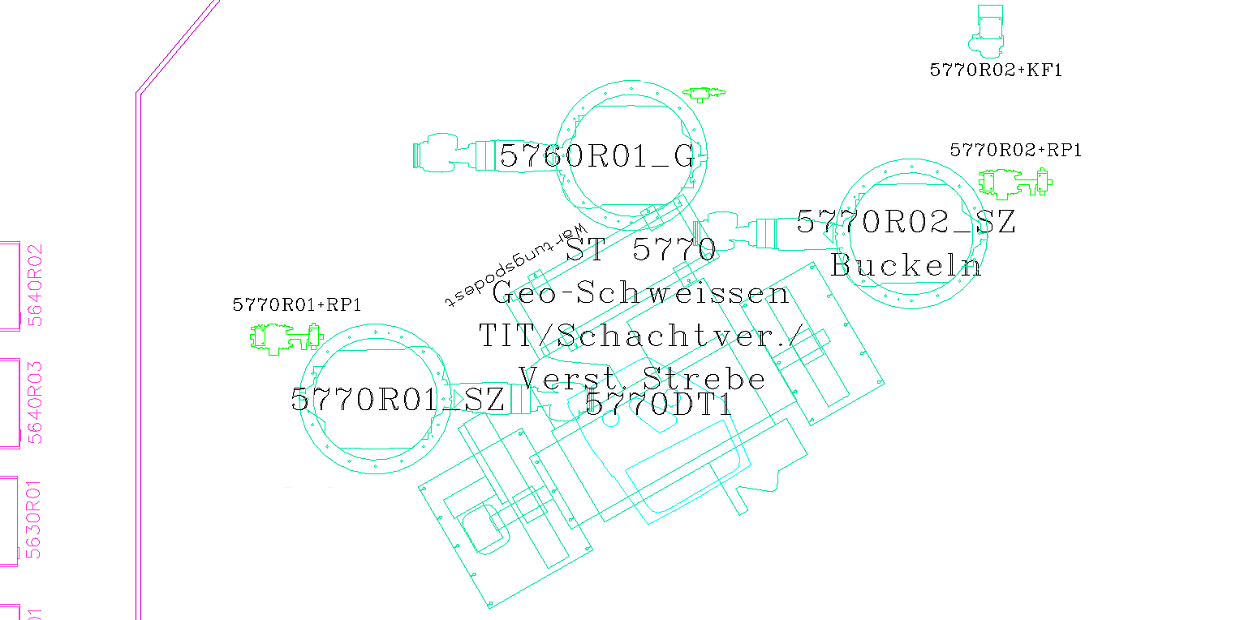 5770R02+KF1
5770R02+RP1
5760R01_G
5770R02_SZ
Buckeln
Wartungspodest
ST 5770
Geo-Schweissen
TIT/Schachtver./
Verst. Strebe
5770DT1
5770R01+RP1
5770R01_SZ
5640R02
5640R03
5630R01
01